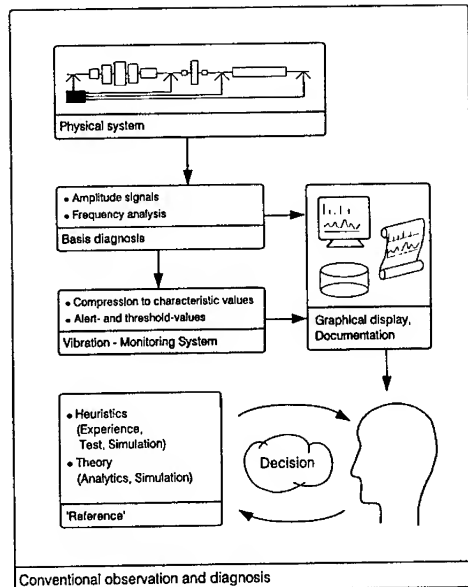 Physical system
• Amplitude signals
• Frequency analysis
Basis diagnosis
• Compression to characteristic values
• Alert- and threshold-values
Vibration - Monitoring System
Graphical display,
Documentation
• Heuristics
(Experience,
Test, Simulation)
• Theory
(Analytics, Simulation)
'Reference'
Decision
Conventional observation and diagnosis